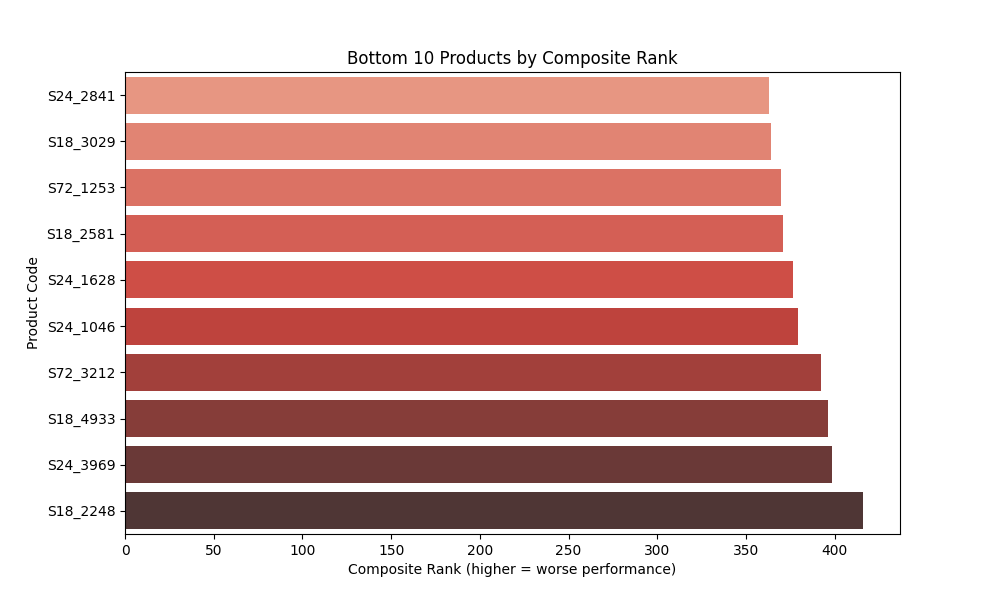 Bottom 10 Products by Composite Rank
S24_2841
S18_3029
S72_1253
S18_2581
S24_1628
S24_1046
S72_3212
S18_4933
S24_3969
S18_2248
Product Code
0 50 100 150 200 250 300 350 400
Composite Rank (higher = worse performance)